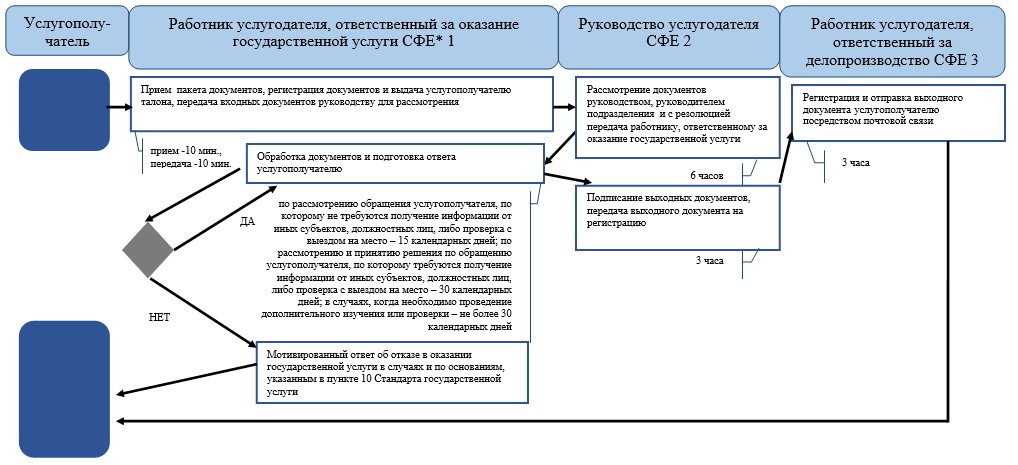 Услугополу-
чатель
Работник услугодателя, ответственный за оказание
государственной услуги СФЕ* 1
Руководство услугодателя
СФЕ 2
Работник услугодателя,
ответственный за
делопроизводство СФЕ 3
Прием пакета документов, регистрация документов и выдача услугополучателю
талона, передача входных документов руководству для рассмотрения
прием -10 мин.,
передача -10 мин.
Рассмотрение документов
руководством, руководителем
подразделения и с резолюцией
передача работнику, ответственному за
оказание государственной услуги
6 часов
Регистрация и отправка выходного
документа услугополучателю
посредством почтовой связи
3 часа
Обработка документов и подготовка ответа
услугополучателю
Подписание выходных документов,
передача выходного документа на
регистрацию
3 часа
ДА
по рассмотрению обращения услугополучателя, по
которому не требуются получение информации от
иных субъектов, должностных лиц, либо проверка с
выездом на место – 15 календарных дней; по
рассмотрению и принятию решения по обращению
услугополучателя, по которому требуются получение
информации от иных субъектов, должностных лиц,
либо проверка с выездом на место – 30 календарных
дней; в случаях, когда необходимо проведение
дополнительного изучения или проверки – не более 30
календарных дней
НЕТ
Мотивированный ответ об отказе в оказании
государственной услуги в случаях и по основаниям,
указанным в пункте 10 Стандарта государственной
услуги